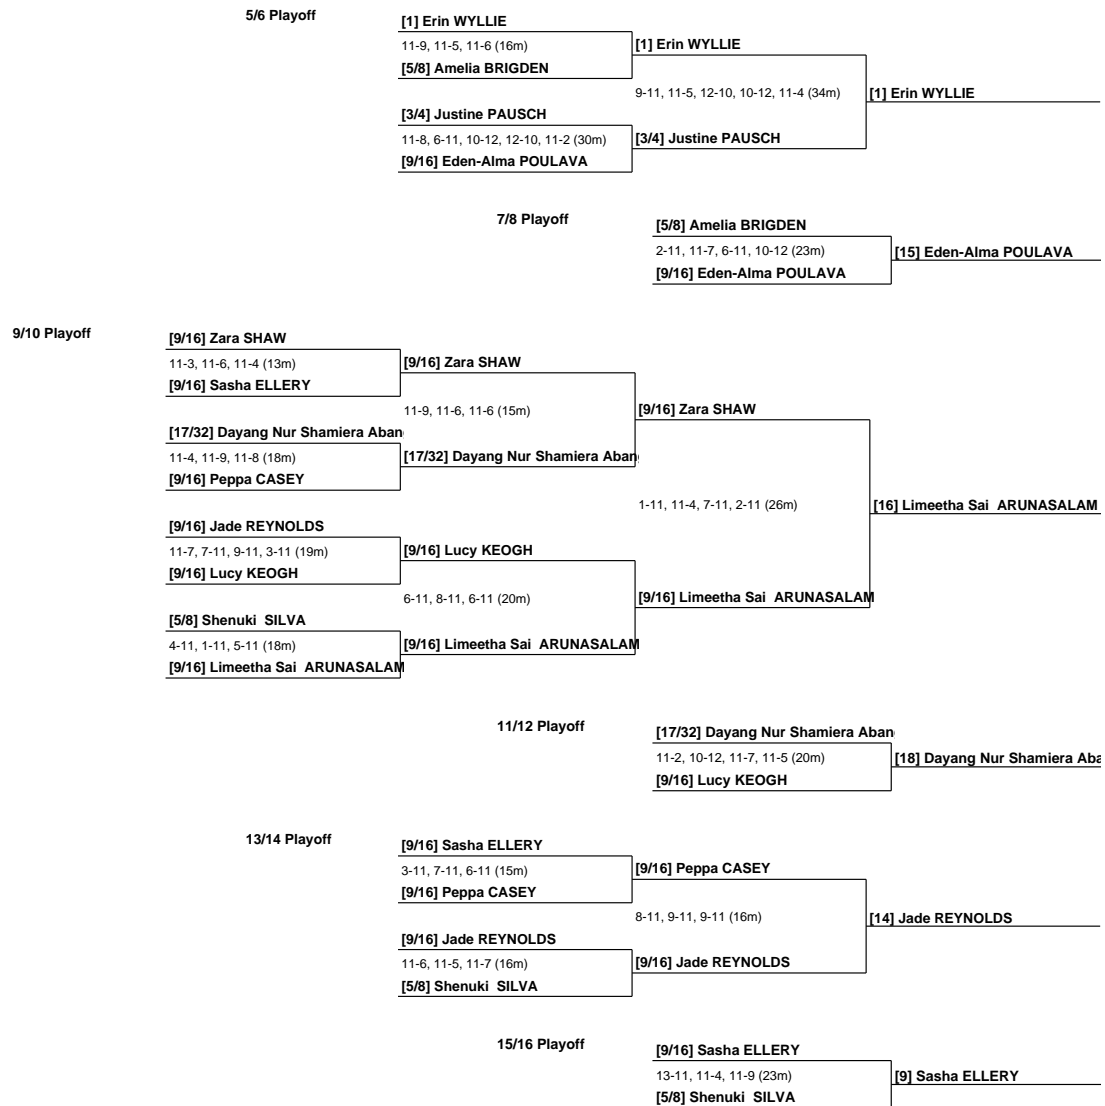 5/6 Playoff
[1] Erin WYLLIE
11-9, 11-5, 11-6 (16m)
[5/8] Amelia BRIGDEN
[1] Erin WYLLIE
9-11, 11-5, 12-10, 10-12, 11-4 (34m)
[1] Erin WYLLIE
[3/4] Justine PAUSCH
11-8, 6-11, 10-12, 12-10, 11-2 (30m)
[9/16] Eden-Alma POULAVA
[3/4] Justine PAUSCH
7/8 Playoff
[5/8] Amelia BRIGDEN
2-11, 11-7, 6-11, 10-12 (23m)
[9/16] Eden-Alma POULAVA
[15] Eden-Alma POULAVA
9/10 Playoff
[9/16] Zara SHAW
11-3, 11-6, 11-4 (13m)
[9/16] Sasha ELLERY
[9/16] Zara SHAW
11-9, 11-6, 11-6 (15m)
[9/16] Zara SHAW
[17/32] Dayang Nur Shamiera Aban
11-4, 11-9, 11-8 (18m)
[9/16] Peppa CASEY
[17/32] Dayang Nur Shamiera Aban
1-11, 11-4, 7-11, 2-11 (26m)
[16] Limeetha Sai ARUNASALAM
[9/16] Jade REYNOLDS
11-7, 7-11, 9-11, 3-11 (19m)
[9/16] Lucy KEOGH
[9/16] Lucy KEOGH
6-11, 8-11, 6-11 (20m)
[9/16] Limeetha Sai ARUNASALAM
[5/8] Shenuki SILVA
4-11, 1-11, 5-11 (18m)
[9/16] Limeetha Sai ARUNASALAM
[9/16] Limeetha Sai ARUNASALAM
11/12 Playoff
[17/32] Dayang Nur Shamiera Aban
11-2, 10-12, 11-7, 11-5 (20m)
[9/16] Lucy KEOGH
[18] Dayang Nur Shamiera Aba
13/14 Playoff
[9/16] Sasha ELLERY
3-11, 7-11, 6-11 (15m)
[9/16] Peppa CASEY
[9/16] Peppa CASEY
8-11, 9-11, 9-11 (16m)
[14] Jade REYNOLDS
[9/16] Jade REYNOLDS
11-6, 11-5, 11-7 (16m)
[5/8] Shenuki SILVA
[9/16] Jade REYNOLDS
15/16 Playoff
[9/16] Sasha ELLERY
13-11, 11-4, 11-9 (23m)
[5/8] Shenuki SILVA
[9] Sasha ELLERY